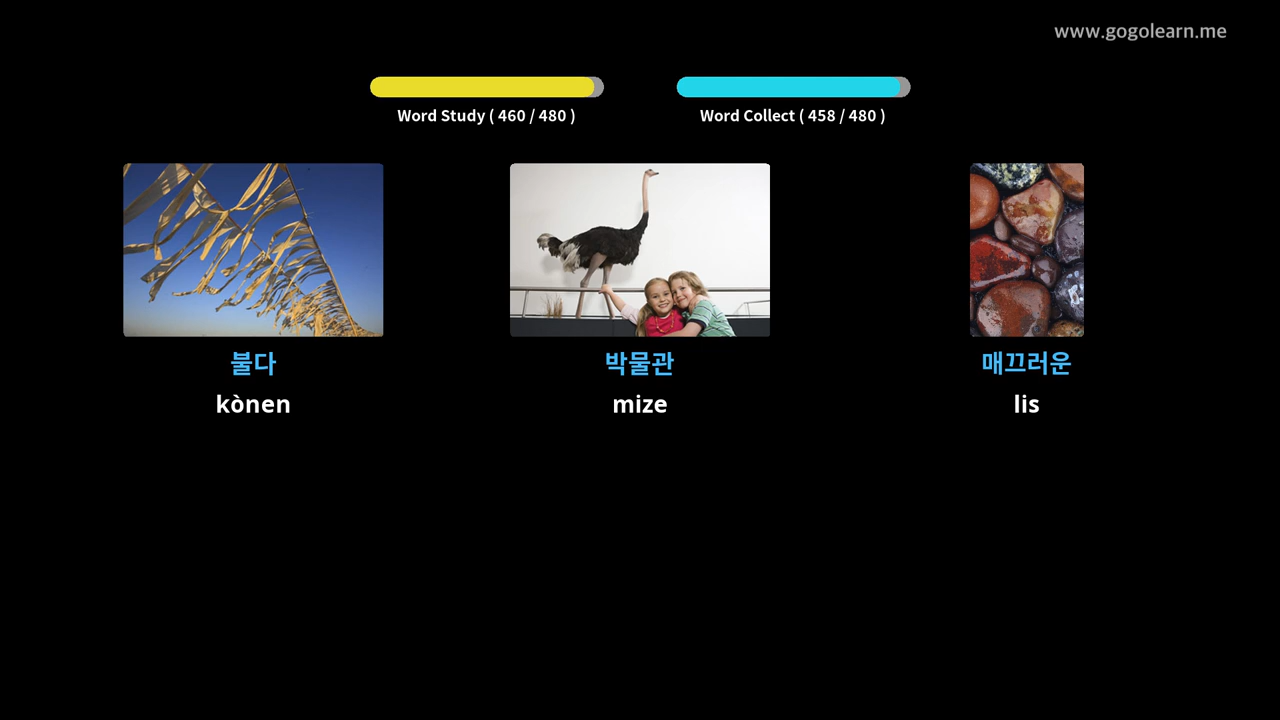 www.gogolearn.me
Word Study ( 460 / 480 )
Word Collect ( 458 / 480 )
불다
kònen
박물관
mize
매끄러운
lis